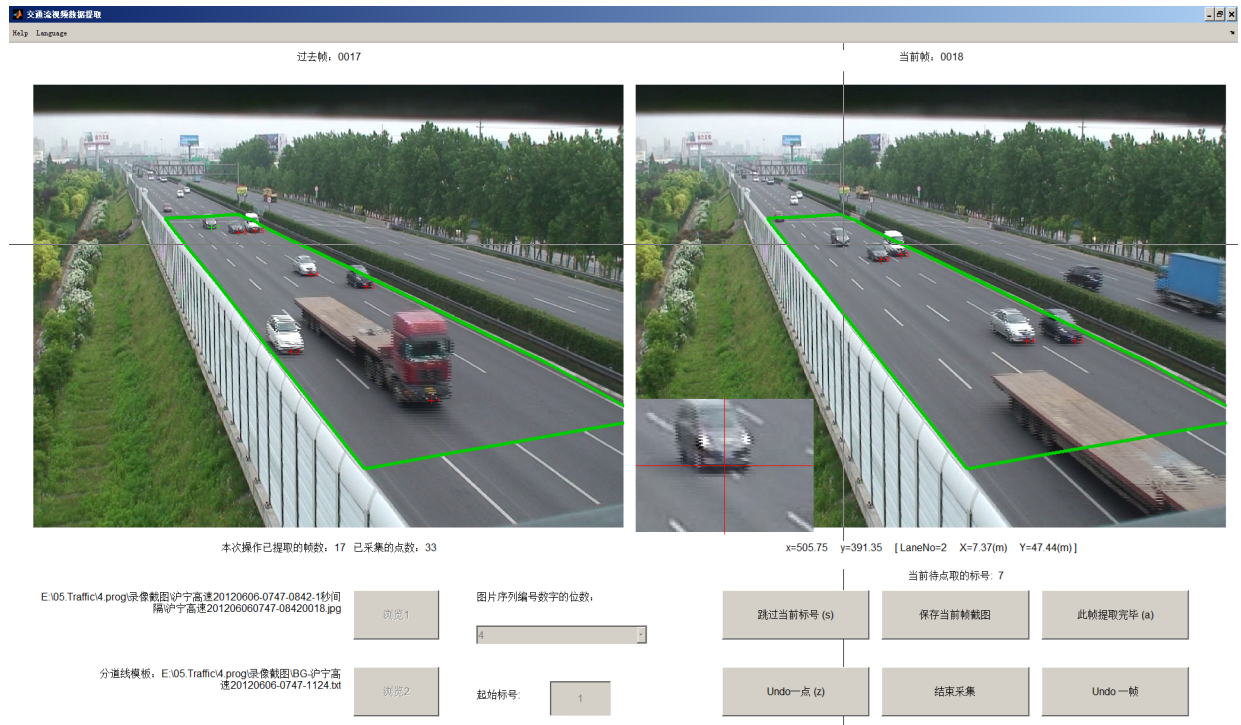 交通流视频数据提取
Help Language
过去帧：0017
当前帧：0018
本次操作已提取的帧数：17 已采集的点数：33
x=505.75 y=391.35 [ LaneNo=2 X=7.37(m) Y=47.44(m) ]
当前待点取的标号: 7
E:\05.Traffic\4.prog\录像截图\沪宁高速20120606-0747-0842-1秒间
隔\沪宁高速201206060747-08420018.jpg
浏览1
图片序列编号数字的位数：
4
跳过当前标号 (s)
保存当前帧截图
此帧提取完毕 (a)
分道线模板：E:\05.Traffic\4.prog\录像截图\BG-沪宁高
速20120606-0747-1124.txt
浏览2
起始标号:
1
Undo一点 (z)
结束采集
Undo 一帧